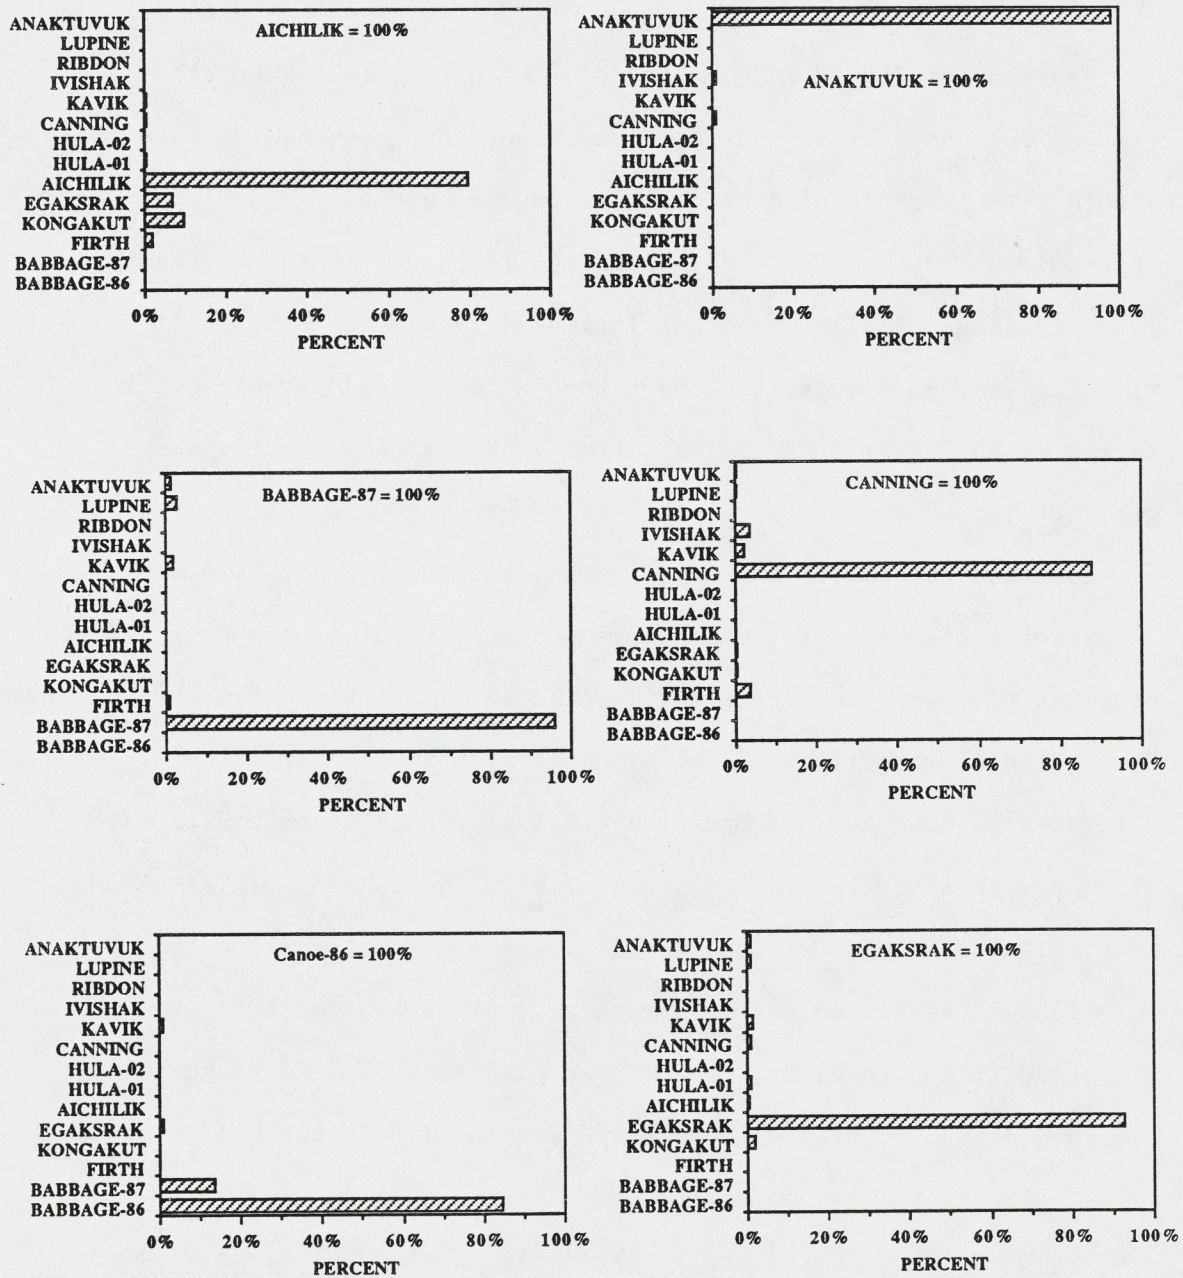 AICHILIK = 100%
ANAKTUVUK
LUPINE
RIBDON
IVISHAK
KAVIK
CANNING
HULA-02
HULA-01
AICHILIK
EGAKSRAK
KONGAKUT
FIRTH
BABBAGE-87
BABBAGE-86
0% 20% 40% 60% 80% 100%
PERCENT
ANAKTUVUK = 100%
ANAKTUVUK
LUPINE
RIBDON
IVISHAK
KAVIK
CANNING
HULA-02
HULA-01
AICHILIK
EGAKSRAK
KONGAKUT
FIRTH
BABBAGE-87
BABBAGE-86
0% 20% 40% 60% 80% 100%
PERCENT
BABBAGE-87 = 100%
ANAKTUVUK
LUPINE
RIBDON
IVISHAK
KAVIK
CANNING
HULA-02
HULA-01
AICHILIK
EGAKSRAK
KONGAKUT
FIRTH
BABBAGE-87
BABBAGE-86
0% 20% 40% 60% 80% 100%
PERCENT
CANNING = 100%
ANAKTUVUK
LUPINE
RIBDON
IVISHAK
KAVIK
CANNING
HULA-02
HULA-01
AICHILIK
EGAKSRAK
KONGAKUT
FIRTH
BABBAGE-87
BABBAGE-86
0% 20% 40% 60% 80% 100%
PERCENT
Canoe-86 = 100%
ANAKTUVUK
LUPINE
RIBDON
IVISHAK
KAVIK
CANNING
HULA-02
HULA-01
AICHILIK
EGAKSRAK
KONGAKUT
FIRTH
BABBAGE-87
BABBAGE-86
0% 20% 40% 60% 80% 100%
PERCENT
EGAKSRAK = 100%
ANAKTUVUK
LUPINE
RIBDON
IVISHAK
KAVIK
CANNING
HULA-02
HULA-01
AICHILIK
EGAKSRAK
KONGAKUT
FIRTH
BABBAGE-87
BABBAGE-86
0% 20% 40% 60% 80% 100%
PERCENT